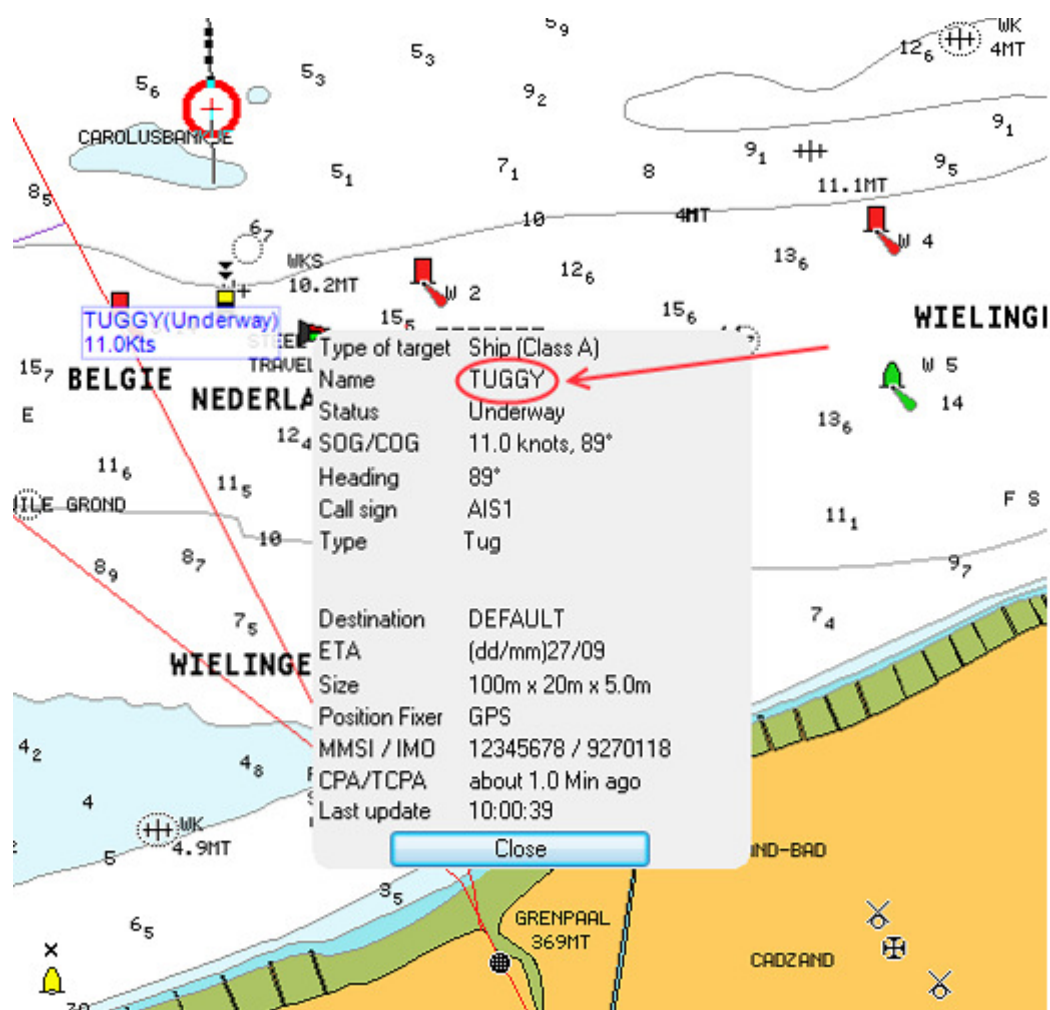 5₉
WK
12₆
4MT
5₃
5₃
5₆
9₂
9₁
CAROLUSBANK SE
5₁
7₁
8
9₁
9₅
11.1MT
8₅
10
4MT
6₇
W 4
WKS
10.2MT
12₆
13₆
W 2
15₆
WIELINGI
TUGGY(Underway)
11.0Kts
STEE
TRAVEL
15₇
BELGIE
NEDERLA
W 5
14
E
12₄
13₆
Type of target Ship (Class A)
Name TUGGY
Status Underway
SOG/COG 11.0 knots, 89°
Heading 89°
Call sign AIS1
Type Tug
Destination DEFAULT
ETA (dd/mm)27/09
Size 100m x 20m x 5.0m
Position Fixer GPS
MMSI / IMO 12345678 / 9270118
CPA/TCPA about 1.0 Min ago
Last update 10:00:39
Close
11₆
11₅
ILE GROND
F S
11₁
10
8₉
8₇
9₇
7₅
7₄
WIELINGE
4₂
4₈
4
WK
4.9MT
5
ND-BAD
3₅
6₅
GRENPAAL
369MT
CADZAND